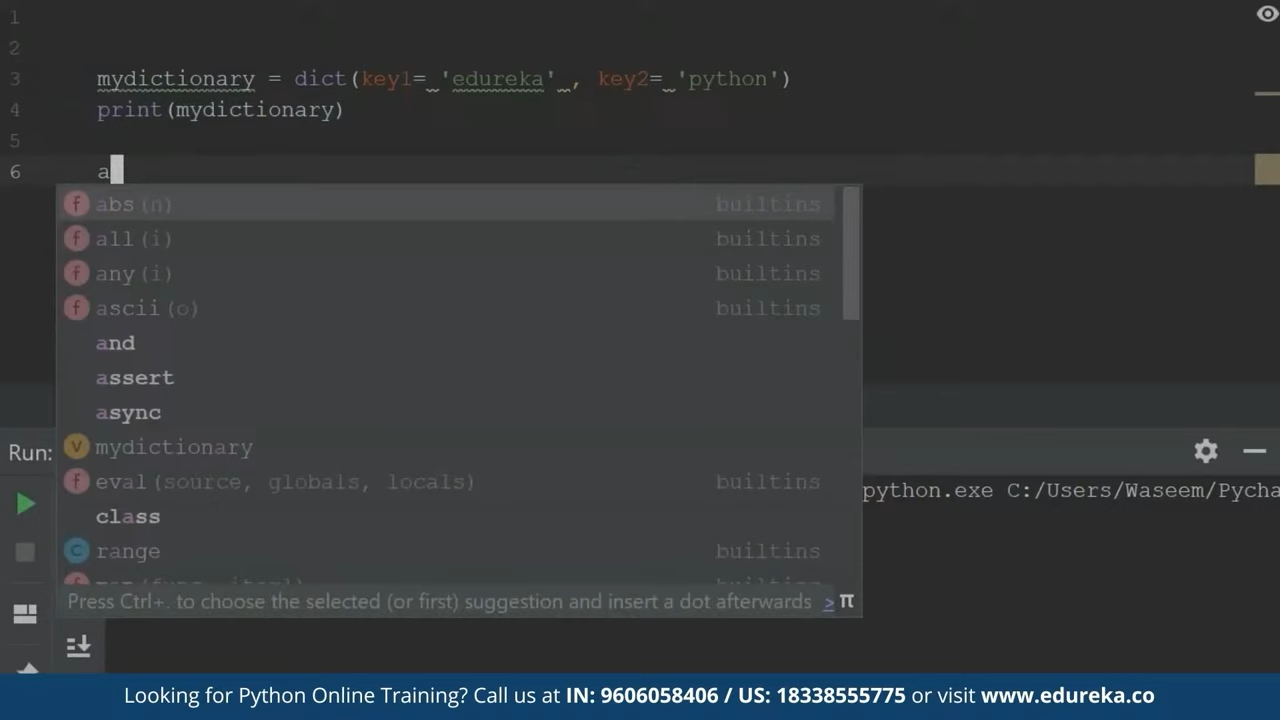 1
2
3 mydictionary = dict(key1= 'edureka' , key2= 'python')
4 print(mydictionary)
5
6 a
f abs(n) builtins
f all(i) builtins
f any(i) builtins
f ascii(o) builtins
and
assert
async
V mydictionary
f eval(source, globals, locals) builtins
class
C range builtins
Press Ctrl+. to choose the selected (or first) suggestion and insert a dot afterwards > π
Run:
python.exe C:/Users/Waseem/Pycha
Looking for Python Online Training? Call us at IN: 9606058406 / US: 18338555775 or visit www.edureka.co